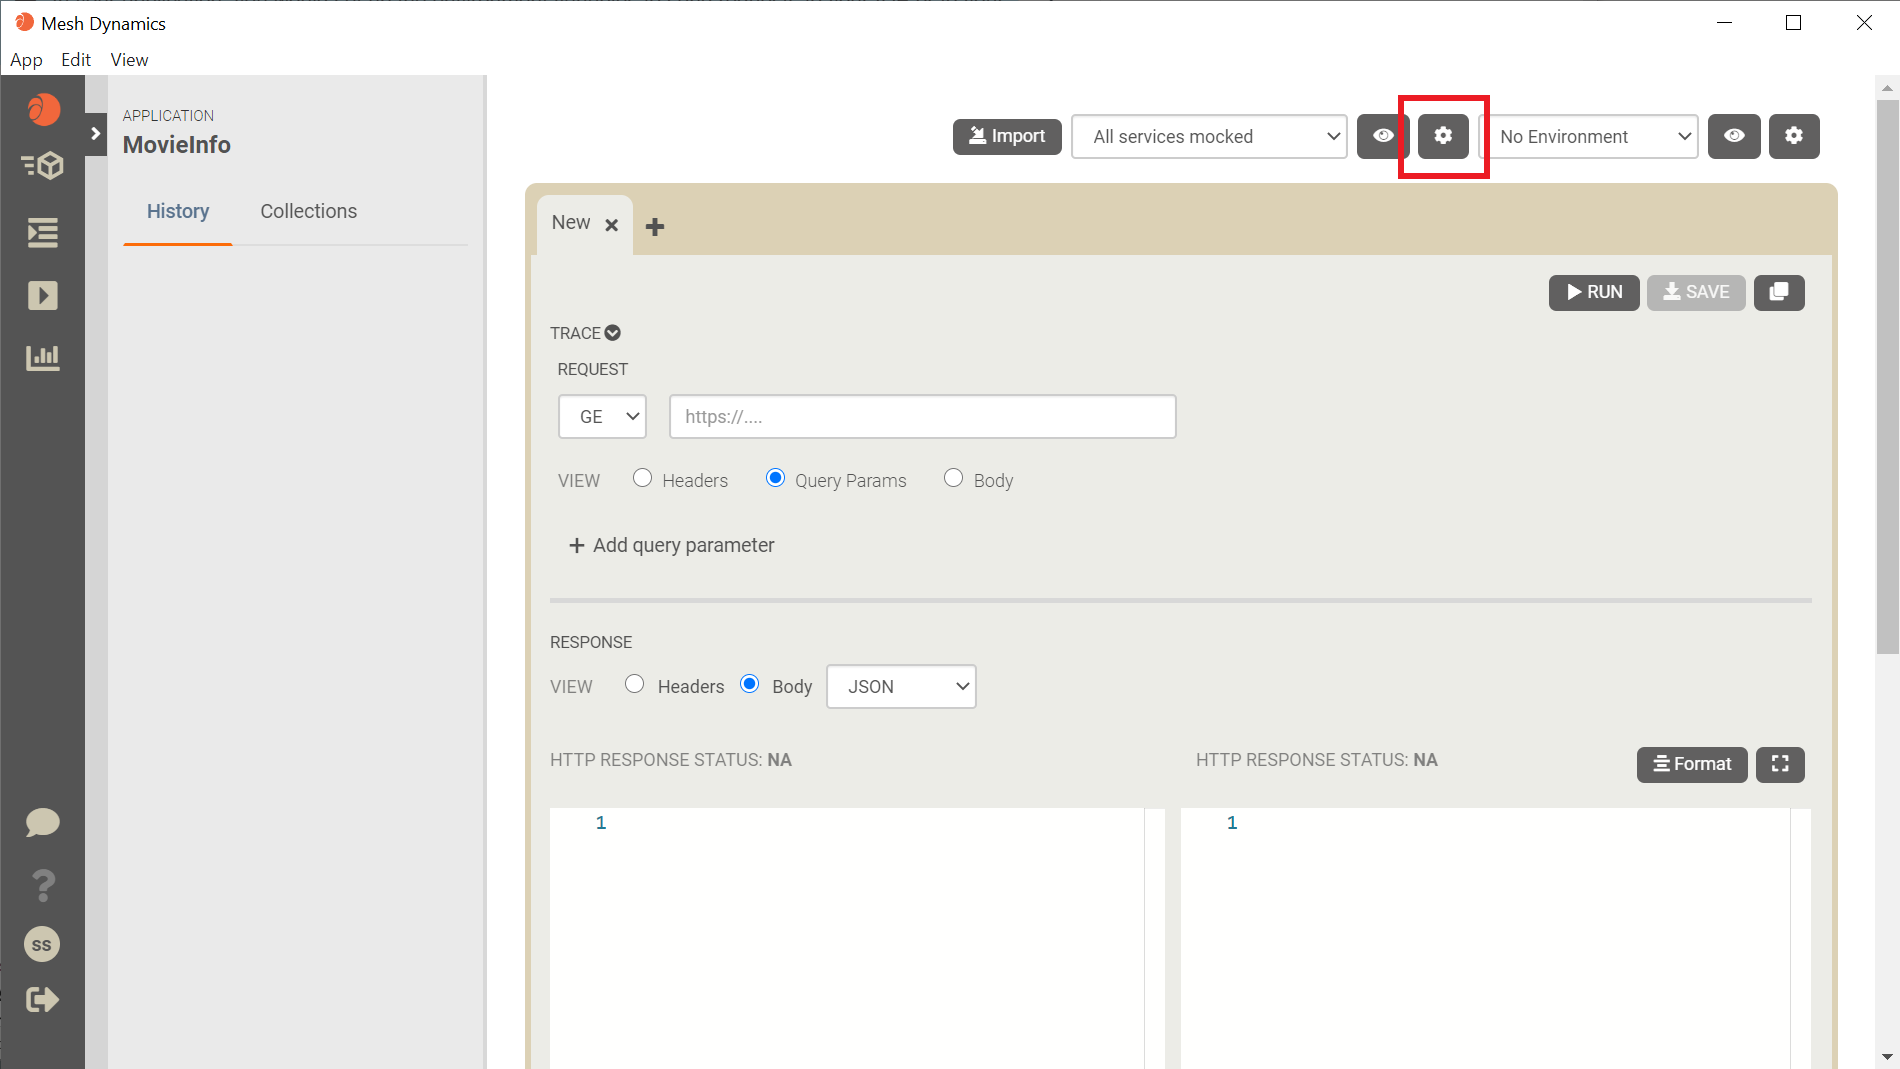 Mesh Dynamics
App Edit View
APPLICATION
MovieInfo
History Collections
Import All services mocked No Environment
New
RUN SAVE
TRACE
REQUEST
GE https://....
VIEW Headers Query Params Body
Add query parameter
RESPONSE
VIEW Headers Body JSON
HTTP RESPONSE STATUS: NA HTTP RESPONSE STATUS: NA Format
1 1
?
SS